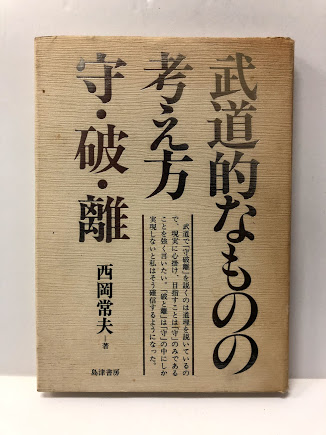 武道的なものの
考え方
守・破・離
西岡常夫―著
武道で「守破離」を説くのは道理を説いているの
で、現実に心掛け、目指すことは「守」のみである
ことを強く言いたい。「破と離」は「守」の中にしか
実現しないと私はそう確信するようになった。
島津書房